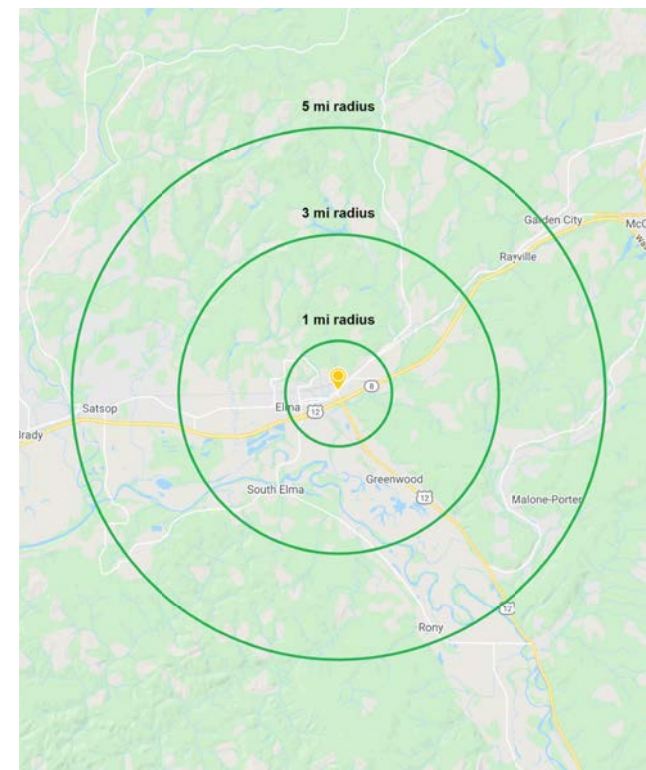 5 mi radius
3 mi radius
Garden City
McC
Rayville
1 mi radius
8
Elma
12
Satsop
Brady
Greenwood
South Elma
12
Malone-Porter
12
Rony